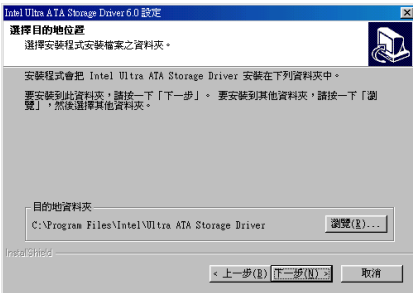 Intel Ultra ATA Storage Driver 6.0 設定
選擇目的地位置
選擇安裝程式安裝檔案之資料夾。
安裝程式會把 Intel Ultra ATA Storage Driver 安裝在下列資料夾中。
要安裝到此資料夾，請按一下「下一步」。 要安裝到其他資料夾，請按一下「瀏
覽」，然後選擇其他資料夾。
目的地資料夾
C:\Program Files\Intel\Ultra ATA Storage Driver
瀏覽(R)...
InstallShield
< 上一步(B) 下一步(N) > 取消